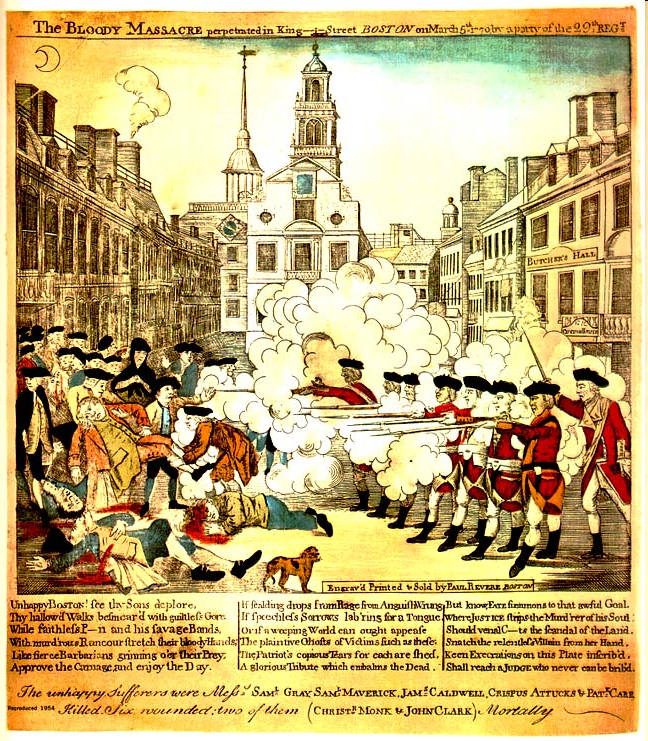 The BLOODY MASSACRE perpetrated in King Street BOSTON on March 5th 1770 by a party of the 29th REGT
BUTCHER'S HALL
Engrav'd Printed & Sold by PAUL REVERE BOSTON
Unhappy BOSTON! see thy Sons deplore,
Thy hallow'd Walks besmear'd with guiltless Gore.
While faithless P—n and his savage Bands,
With murd'rous Rancour stretch their bloody Hands;
Like fierce Barbarians grinning o'er their Prey,
Approve the Carnage, and enjoy the Day.
If scalding drops from Rage from Anguish Wrung
If speechless Sorrows lab'ring for a Tongue,
Or if a weeping World can ought appease
The plaintive Ghosts of Victims such as these:
The Patriot's copious Tears for each are shed,
A glorious Tribute which embalms the Dead.
But know, FATE summons to that awful Goal.
Where JUSTICE strips the Murd'rer of his Soul:
Should venal C—ts the scandal of the Land.
Snatch the relentless Villain from her Hand,
Keen Execrations on this Plate inscrib'd,
Shall reach a JUDGE who never can be brib'd.
The unhappy Sufferers were Messs SAML GRAY, SAML MAVERICK, JAMS CALDWELL, CRISPUS ATTUCKS & PATK CARR
Killed. Six wounded; two of them (CHRISTR MONK & JOHN CLARK) Mortally
Reproduced 1954